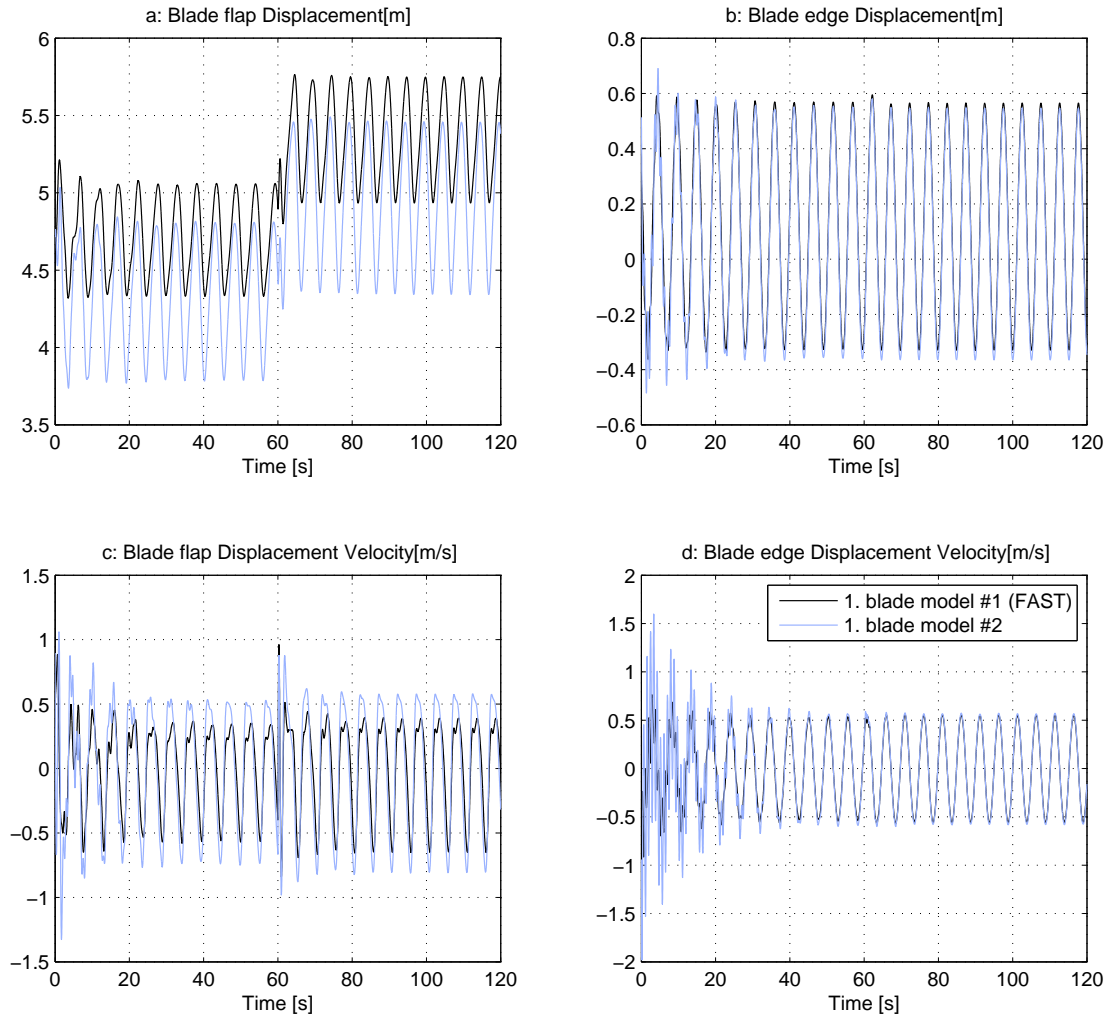 a: Blade flap Displacement[m]
6
5.5
5
4.5
4
3.5
0 20 40 60 80 100 120
Time [s]
b: Blade edge Displacement[m]
0.8
0.6
0.4
0.2
0
−0.2
−0.4
−0.6
0 20 40 60 80 100 120
Time [s]
c: Blade flap Displacement Velocity[m/s]
1.5
1
0.5
0
−0.5
−1
−1.5
0 20 40 60 80 100 120
Time [s]
d: Blade edge Displacement Velocity[m/s]
2
1.5
1
0.5
0
−0.5
−1
−1.5
−2
1. blade model #1 (FAST)
1. blade model #2
0 20 40 60 80 100 120
Time [s]